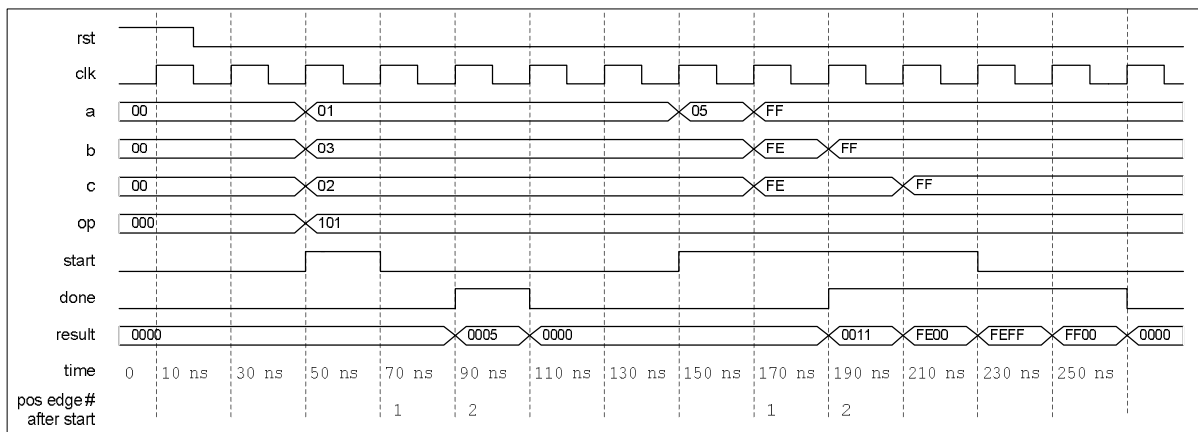 rst
clk
a 00 01 05 FF
b 00 03 FE FF
c 00 02 FE FF
op 000 101
start
done
result 0000 0005 0000 0011 FE00 FEFF FF00 0000
time 0 10 ns 30 ns 50 ns 70 ns 90 ns 110 ns 130 ns 150 ns 170 ns 190 ns 210 ns 230 ns 250 ns
pos edge# 1 2 1 2
after start